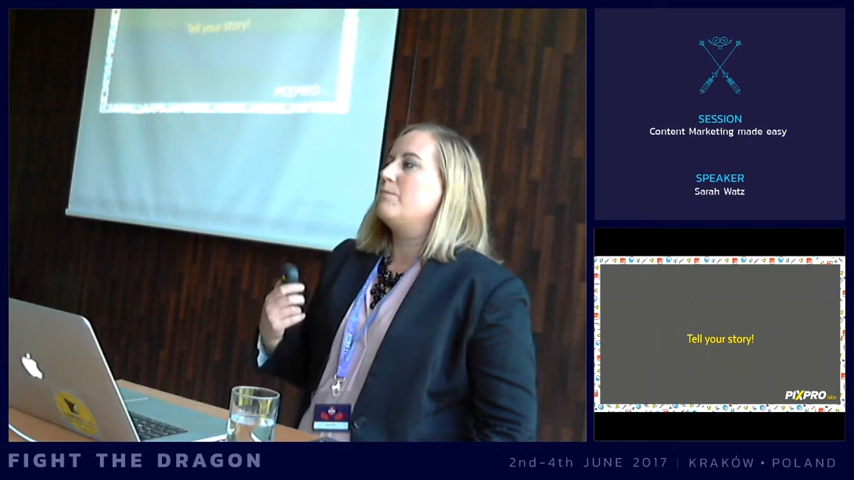 Tell your story!
PIXPRO
SESSION
Content Marketing made easy
SPEAKER
Sarah Watz
Tell your story!
PIXPRO labs
FIGHT THE DRAGON
2nd-4th JUNE 2017 | KRAKÓW • POLAND